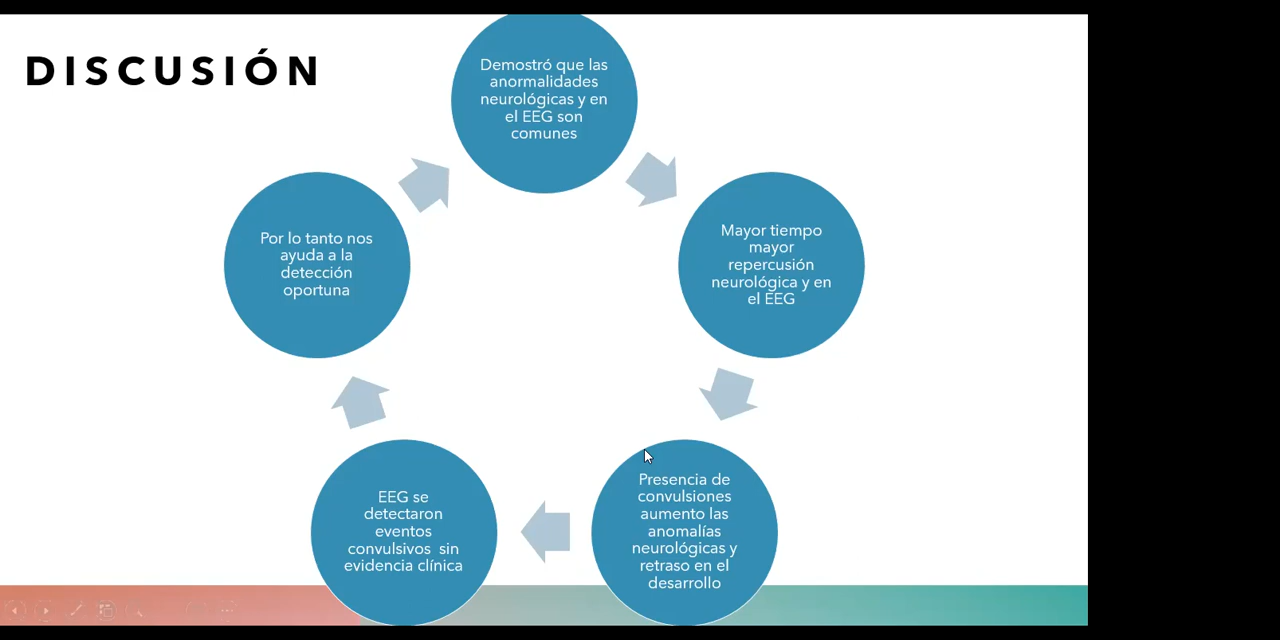 DISCUSIÓN
Demostró que las
anormalidades
neurológicas y en
el EEG son
comunes
Mayor tiempo
mayor
repercusión
neurológica y en
el EEG
Presencia de
convulsiones
aumento las
anomalías
neurológicas y
retraso en el
desarrollo
EEG se
detectaron
eventos
convulsivos sin
evidencia clínica
Por lo tanto nos
ayuda a la
detección
oportuna